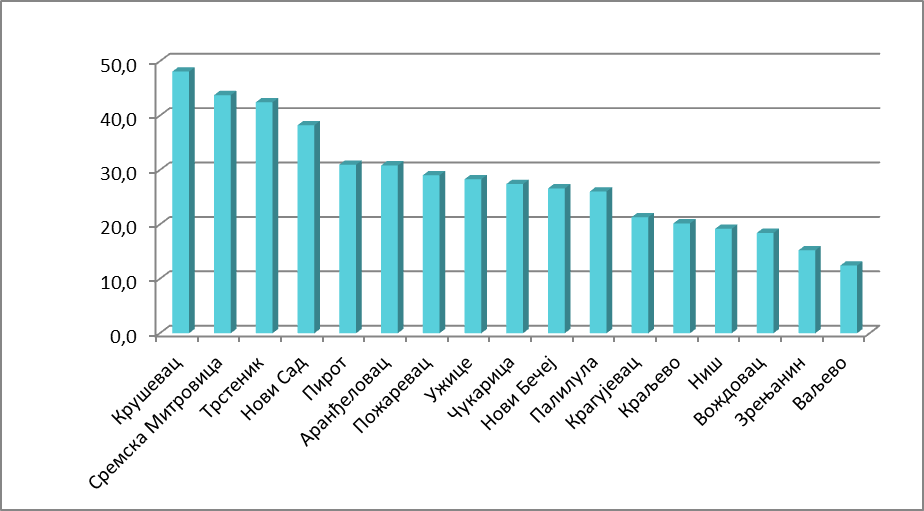 50,0
40,0
30,0
20,0
10,0
0,0
Крушевац
Сремска Митровица
Трстеник
Нови Сад
Пирот
Аранђеловац
Пожаревац
Ужице
Чукарица
Нови Бечеј
Палилула
Крагујевац
Краљево
Ниш
Вождовац
Зрењанин
Ваљево